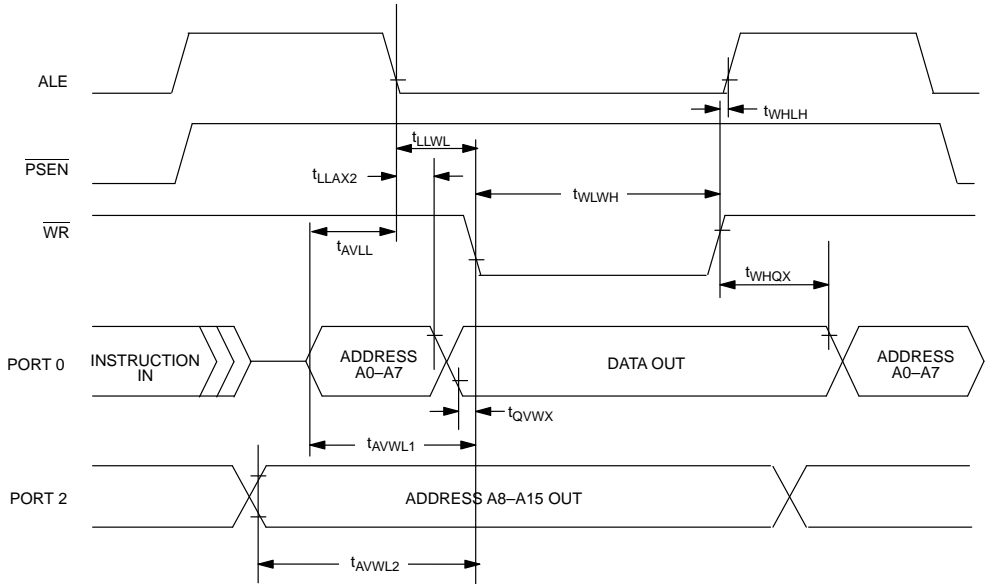 ALE
tWHLH
tLLWL
PSEN
tLLAX2
tWLWH
WR
tAVLL
tWHQX
PORT 0
INSTRUCTION
IN
ADDRESS
A0–A7
DATA OUT
ADDRESS
A0–A7
tQVWX
tAVWL1
PORT 2
ADDRESS A8–A15 OUT
tAVWL2